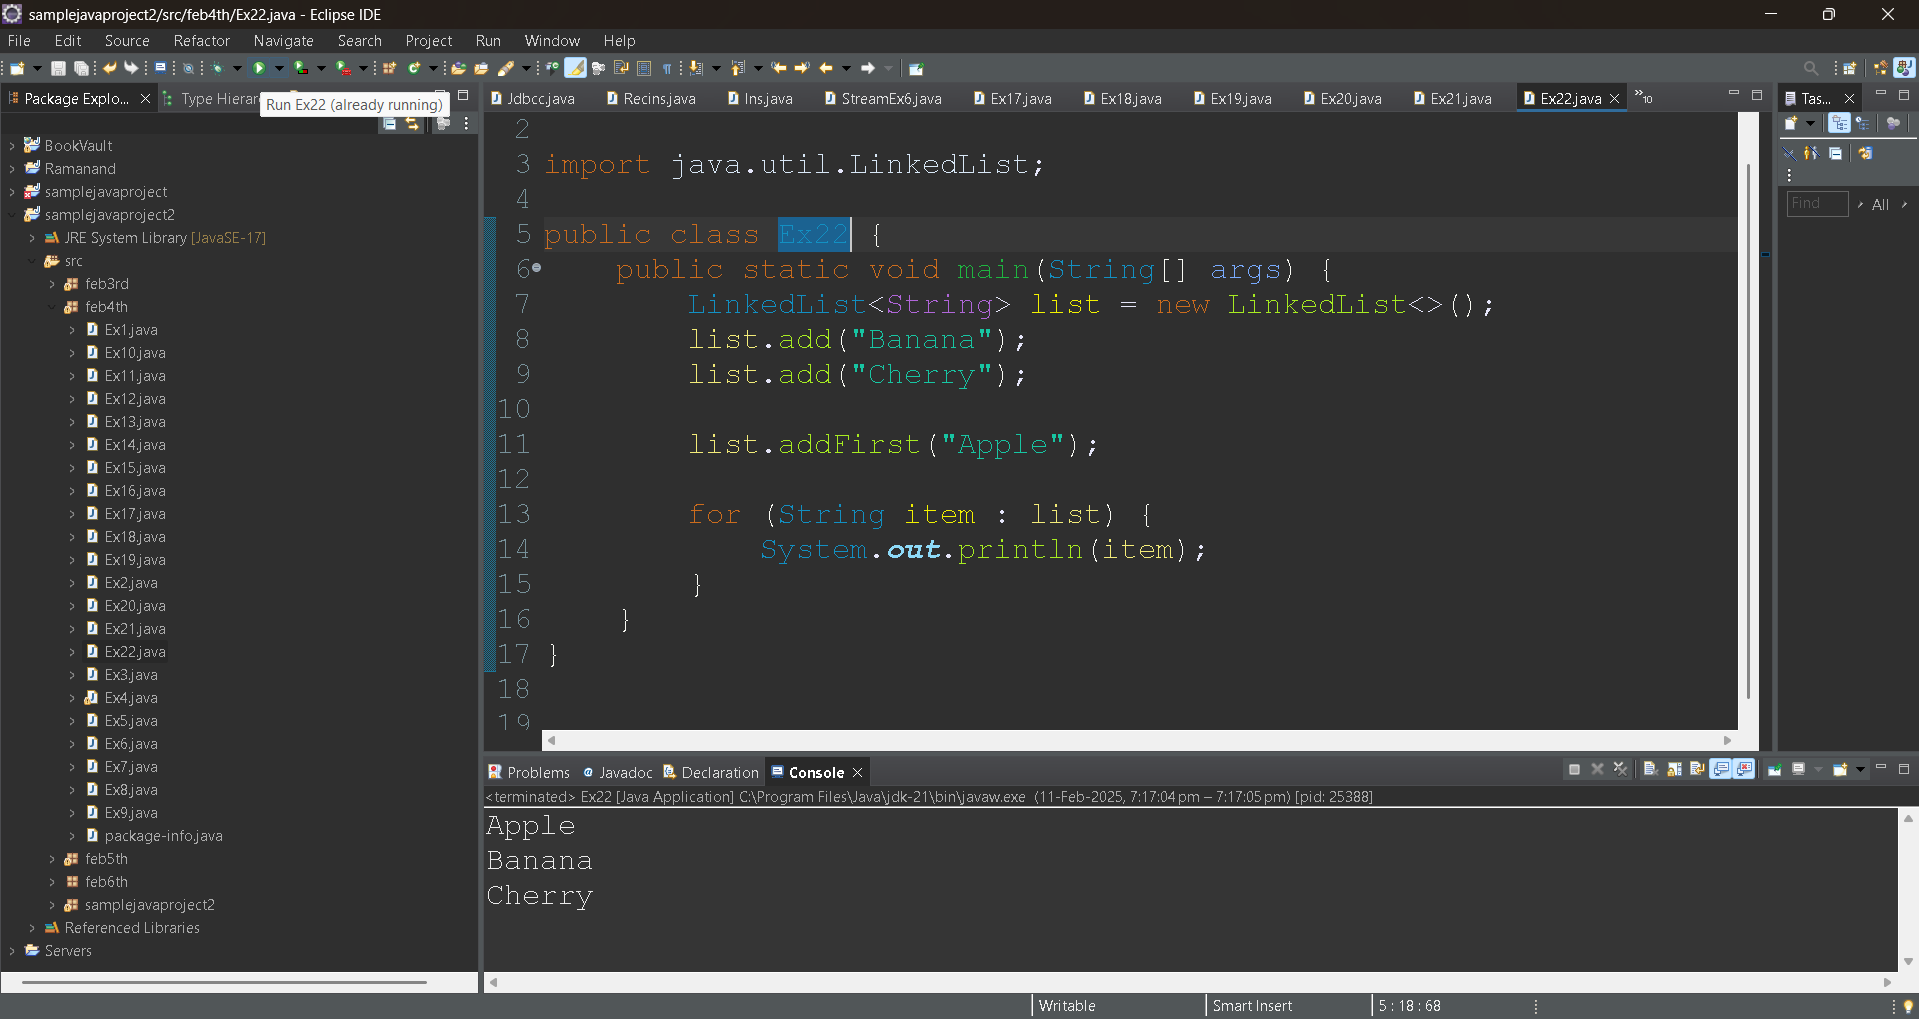 samplejavaproject2/src/feb4th/Ex22.java - Eclipse IDE
File Edit Source Refactor Navigate Search Project Run Window Help
Package Explo... Type Hierar
Run Ex22 (already running)
Jdbcc.java Recins.java Ins.java StreamEx6.java Ex17.java Ex18.java Ex19.java Ex20.java Ex21.java Ex22.java »10
Tas...
BookVault
Ramanand
samplejavaproject
samplejavaproject2
JRE System Library [JavaSE-17]
src
feb3rd
feb4th
Ex1.java
Ex10.java
Ex11.java
Ex12.java
Ex13.java
Ex14.java
Ex15.java
Ex16.java
Ex17.java
Ex18.java
Ex19.java
Ex2.java
Ex20.java
Ex21.java
Ex22.java
Ex3.java
Ex4.java
Ex5.java
Ex6.java
Ex7.java
Ex8.java
Ex9.java
package-info.java
feb5th
feb6th
samplejavaproject2
Referenced Libraries
Servers
2
3 import java.util.LinkedList;
4
5 public class Ex22 {
6 public static void main(String[] args) {
7 LinkedList<String> list = new LinkedList<>();
8 list.add("Banana");
9 list.add("Cherry");
10
11 list.addFirst("Apple");
12
13 for (String item : list) {
14 System.out.println(item);
15 }
16 }
17 }
18
19
Find All
Problems Javadoc Declaration Console
<terminated> Ex22 [Java Application] C:\Program Files\Java\jdk-21\bin\javaw.exe (11-Feb-2025, 7:17:04 pm – 7:17:05 pm) [pid: 25388]
Apple
Banana
Cherry
Writable Smart Insert 5 : 18 : 68